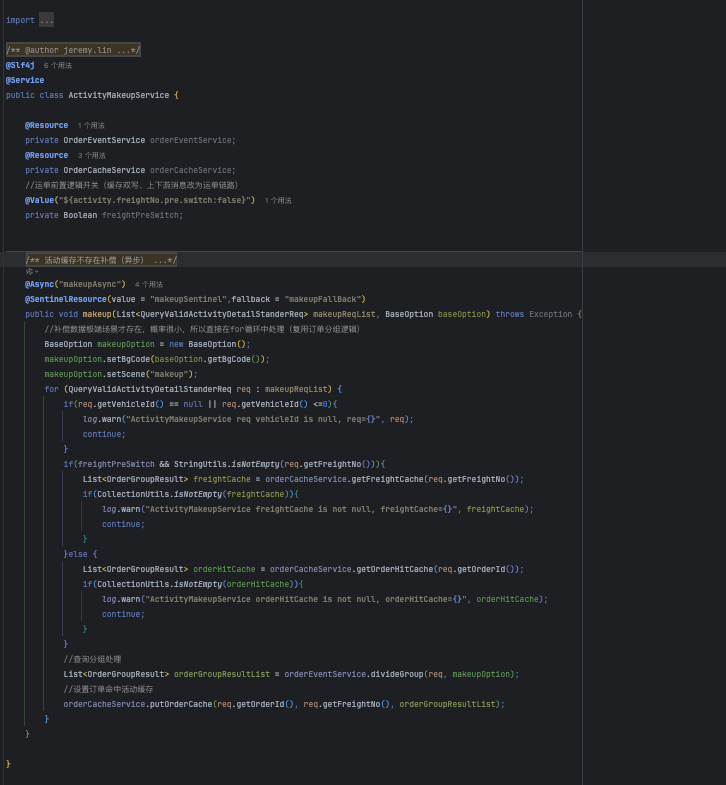 import ...
/** @author jeremy.lin ...*/
@Slf4j 6 个用法
@Service
public class ActivityMakeupService {
@Resource 1 个用法
private OrderEventService orderEventService;
@Resource 3 个用法
private OrderCacheService orderCacheService;
//运单前置逻辑开关（缓存双写、上下游消息改为运单链路）
@Value("${activity.freightNo.pre.switch:false}") 1 个用法
private Boolean freightPreSwitch;
/** 活动缓存不存在补偿（异步） ...*/
@Async("makeupAsync") 4 个用法
@SentinelResource(value = "makeupSentinel",fallback = "makeupFallBack")
public void makeup(List<QueryValidActivityDetailStanderReq> makeupReqList, BaseOption baseOption) throws Exception {
//补偿数据极端场景才存在，概率很小，所以直接在for循环中处理（复用订单分组逻辑）
BaseOption makeupOption = new BaseOption();
makeupOption.setBgCode(baseOption.getBgCode());
makeupOption.setScene("makeup");
for (QueryValidActivityDetailStanderReq req : makeupReqList) {
if(req.getVehicleId() == null || req.getVehicleId() <=0){
log.warn("ActivityMakeupService req vehicleId is null, req={}", req);
continue;
}
if(freightPreSwitch && StringUtils.isNotEmpty(req.getFreightNo())){
List<OrderGroupResult> freightCache = orderCacheService.getFreightCache(req.getFreightNo());
if(CollectionUtils.isNotEmpty(freightCache)){
log.warn("ActivityMakeupService freightCache is not null, freightCache={}", freightCache);
continue;
}
}else {
List<OrderGroupResult> orderHitCache = orderCacheService.getOrderHitCache(req.getOrderId());
if(CollectionUtils.isNotEmpty(orderHitCache)){
log.warn("ActivityMakeupService orderHitCache is not null, orderHitCache={}", orderHitCache);
continue;
}
}
//查询分组处理
List<OrderGroupResult> orderGroupResultList = orderEventService.divideGroup(req, makeupOption);
//设置订单命中活动缓存
orderCacheService.putOrderCache(req.getOrderId(), req.getFreightNo(), orderGroupResultList);
}
}
}